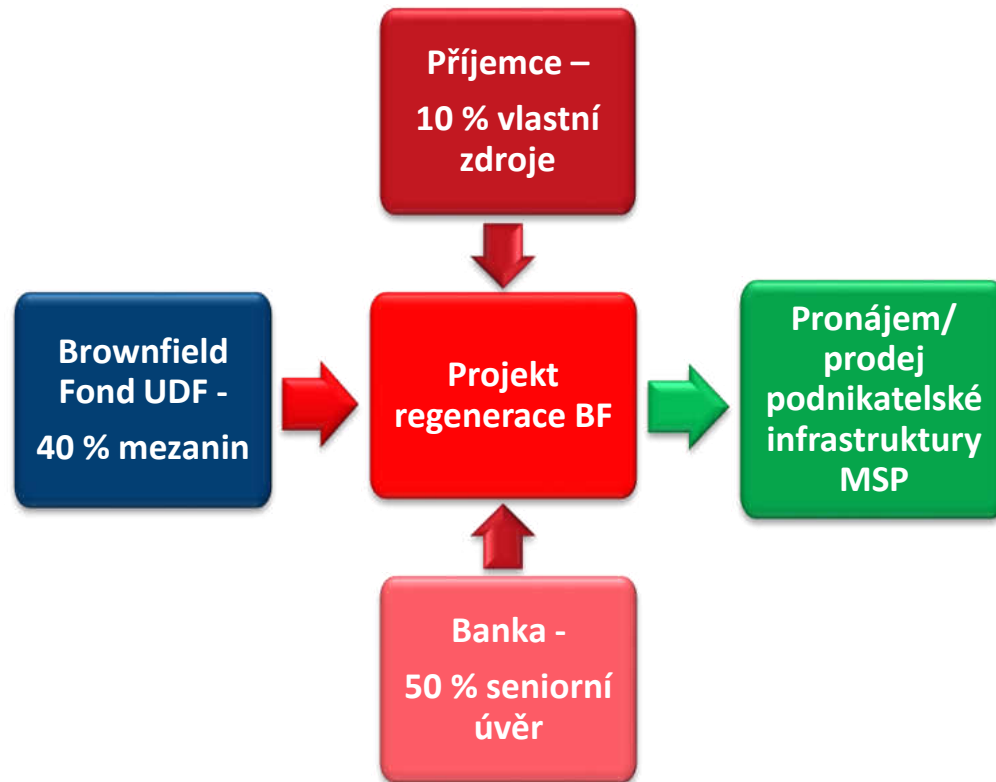 Příjemce –
10 % vlastní
zdroje
Brownfield
Fond UDF -
40 % mezanin
Projekt
regenerace BF
Pronájem/
prodej
podnikatelské
infrastruktury
MSP
Banka -
50 % seniorní
úvěr